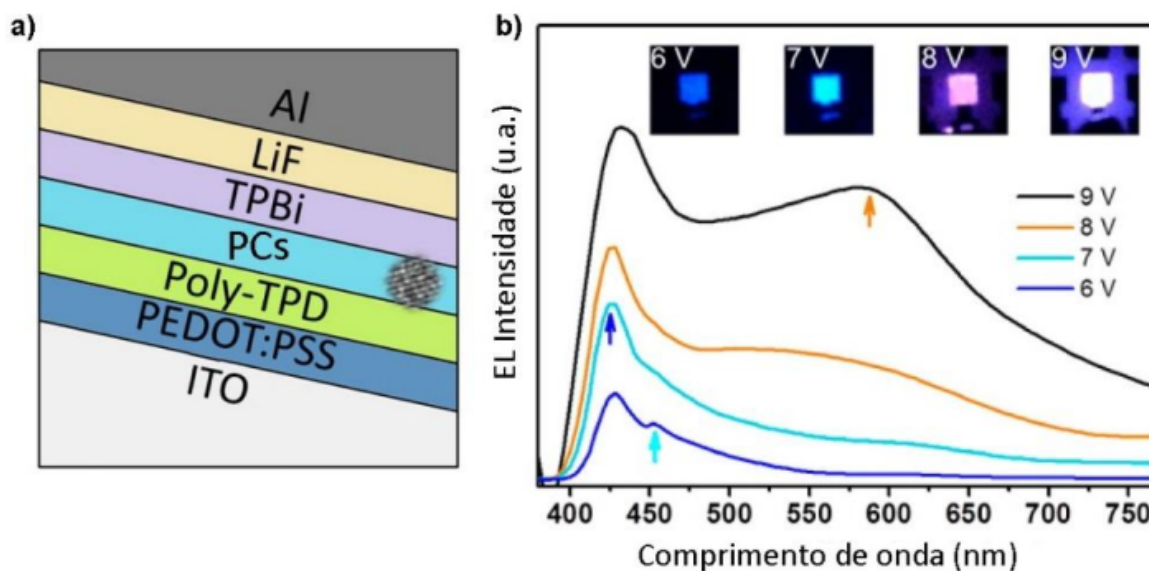 a)
Al
LiF
TPBi
PCs
Poly-TPD
PEDOT:PSS
ITO
b)
6 V
7 V
8 V
9 V
EL Intensidade (u.a.)
9 V
8 V
7 V
6 V
400 450 500 550 600 650 700 750
Comprimento de onda (nm)